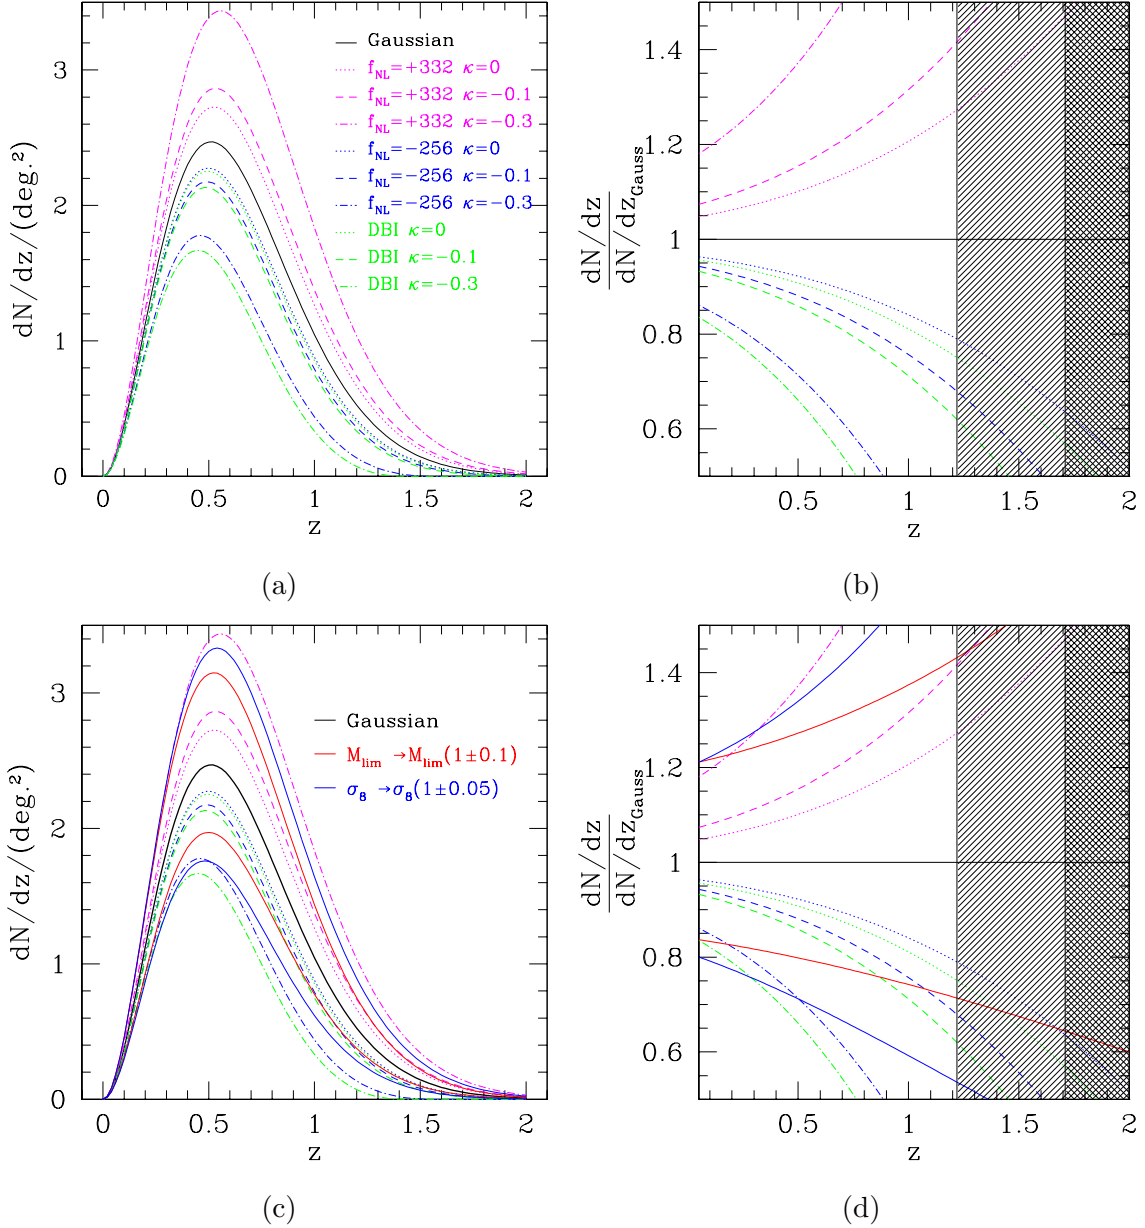 dN/dz/(deg.²)
3
2
1
0
Gaussian
f_NL=+332 κ=0
f_NL=+332 κ=−0.1
f_NL=+332 κ=−0.3
f_NL=−256 κ=0
f_NL=−256 κ=−0.1
f_NL=−256 κ=−0.3
DBI κ=0
DBI κ=−0.1
DBI κ=−0.3
0 0.5 1 1.5 2
z
(a)
dN/dz
dN/dz_Gauss
1.4
1.2
1
0.8
0.6
0.5 1 1.5 2
z
(b)
dN/dz/(deg.²)
3
2
1
0
Gaussian
M_lim →M_lim(1±0.1)
σ_8 →σ_8(1±0.05)
0 0.5 1 1.5 2
z
(c)
dN/dz
dN/dz_Gauss
1.4
1.2
1
0.8
0.6
0.5 1 1.5 2
z
(d)